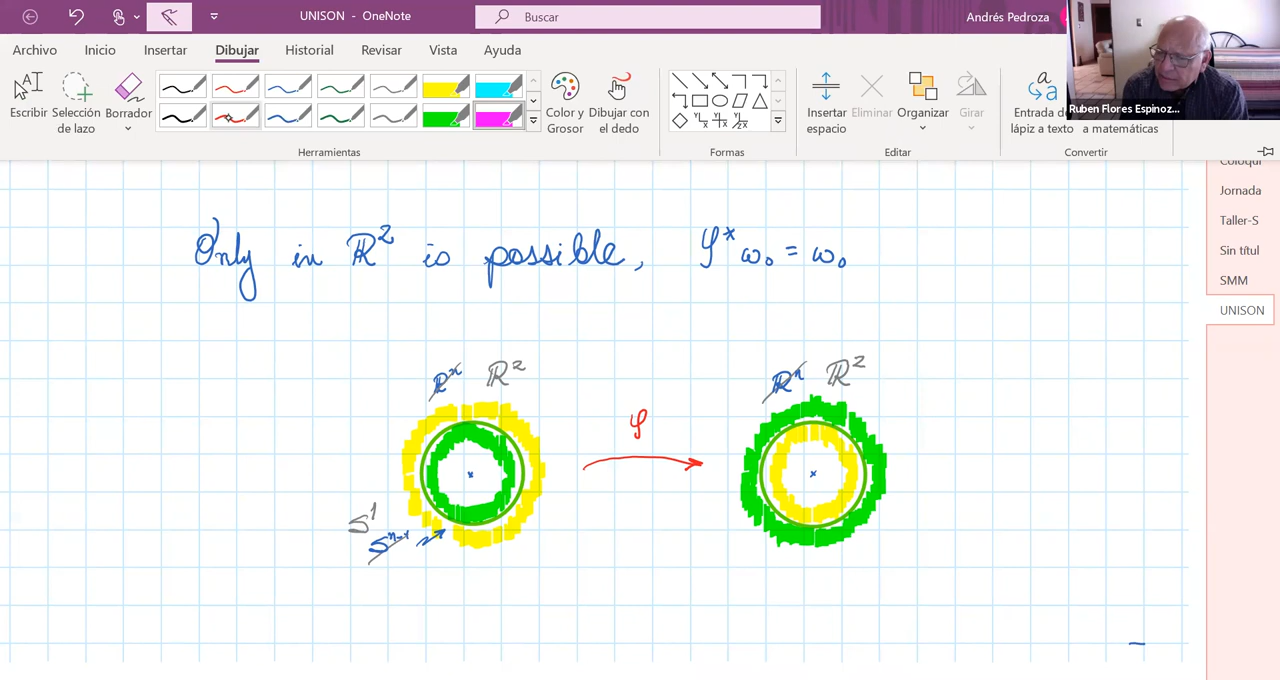 UNISON - OneNote
Buscar
Andrés Pedroza
Archivo Inicio Insertar Dibujar Historial Revisar Vista Ayuda
Ruben Flores Espinoz...
Escribir Selección de lazo Borrador
Color y Grosor
Dibujar con el dedo
Insertar espacio
Eliminar Organizar Girar
Entrada de lápiz a texto
a matemáticas
Herramientas Formas Editar Convertir
Coloqui
Jornada
Taller-S
Sin títul
SMM
UNISON
Only in ℝ² is possible, φ*ω₀ = ω₀
ℝⁿ ℝ²
φ
ℝⁿ ℝ²
S¹
Sⁿ⁻¹